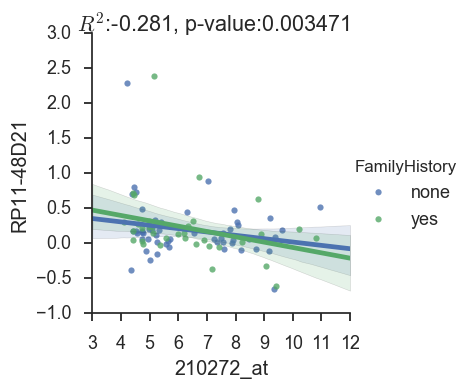 R²:-0.281, p-value:0.003471
3.0
2.5
2.0
1.5
1.0
0.5
0.0
−0.5
−1.0
RP11-48D21
3 4 5 6 7 8 9 10 11 12
210272_at
FamilyHistory
none
yes